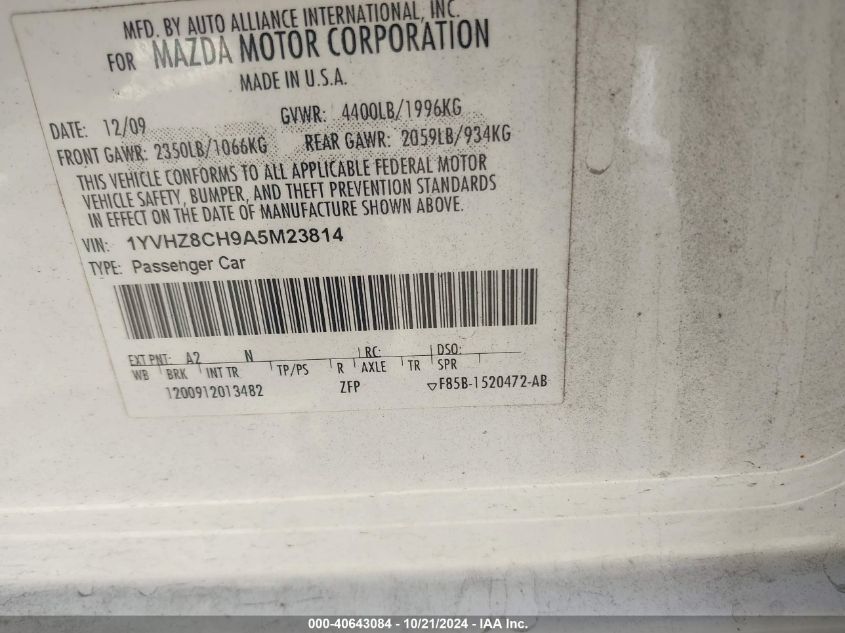 MFD. BY AUTO ALLIANCE INTERNATIONAL, INC.
FOR MAZDA MOTOR CORPORATION
MADE IN U.S.A.
DATE: 12/09 GVWR: 4400LB/1996KG
FRONT GAWR: 2350LB/1066KG REAR GAWR: 2059LB/934KG
THIS VEHICLE CONFORMS TO ALL APPLICABLE FEDERAL MOTOR
VEHICLE SAFETY, BUMPER, AND THEFT PREVENTION STANDARDS
IN EFFECT ON THE DATE OF MANUFACTURE SHOWN ABOVE.
VIN: 1YVHZ8CH9A5M23814
TYPE: Passenger Car
EXT PNT: A2 N RC: DSO:
WB BRK INT TR TP/PS R AXLE TR SPR
1200912013482 ZFP ▽F85B-1520472-AB
000-40643084 - 10/21/2024 - IAA Inc.